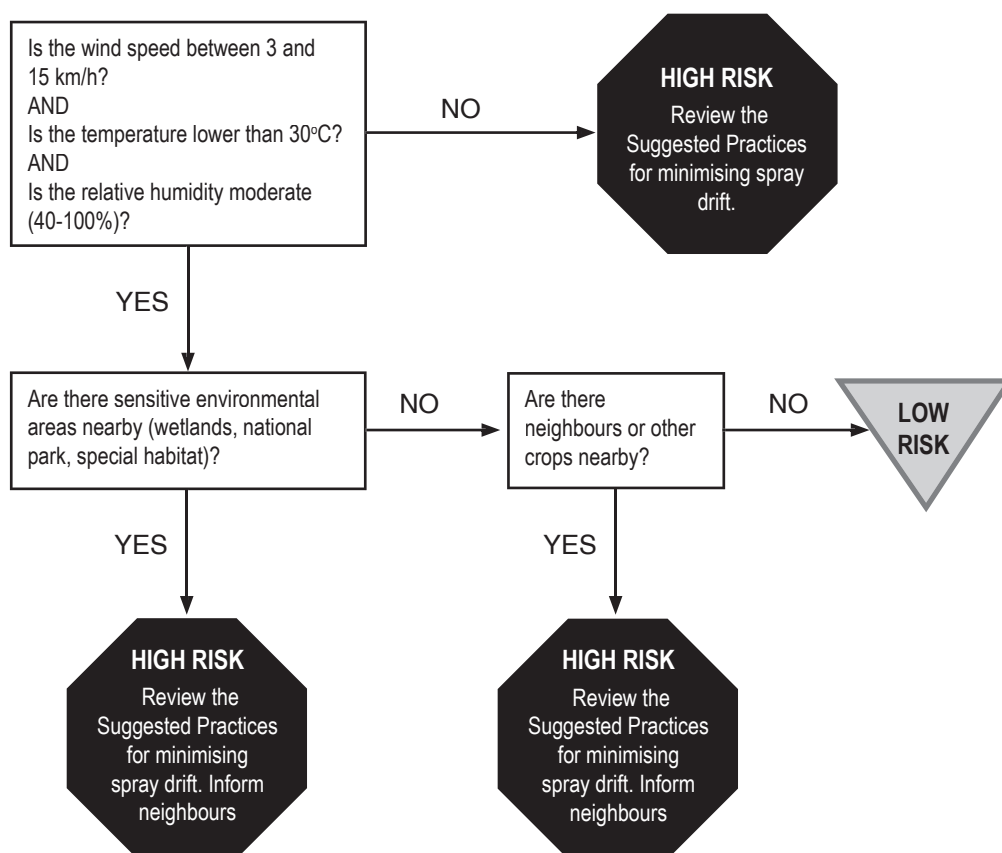 Is the wind speed between 3 and
15 km/h?
AND
Is the temperature lower than 30°C?
AND
Is the relative humidity moderate
(40-100%)?
NO
HIGH RISK
Review the
Suggested Practices
for minimising spray
drift.
YES
Are there sensitive environmental
areas nearby (wetlands, national
park, special habitat)?
NO
Are there
neighbours or other
crops nearby?
NO
LOW
RISK
YES
YES
HIGH RISK
Review the
Suggested Practices
for minimising
spray drift. Inform
neighbours
HIGH RISK
Review the
Suggested Practices
for minimising
spray drift. Inform
neighbours